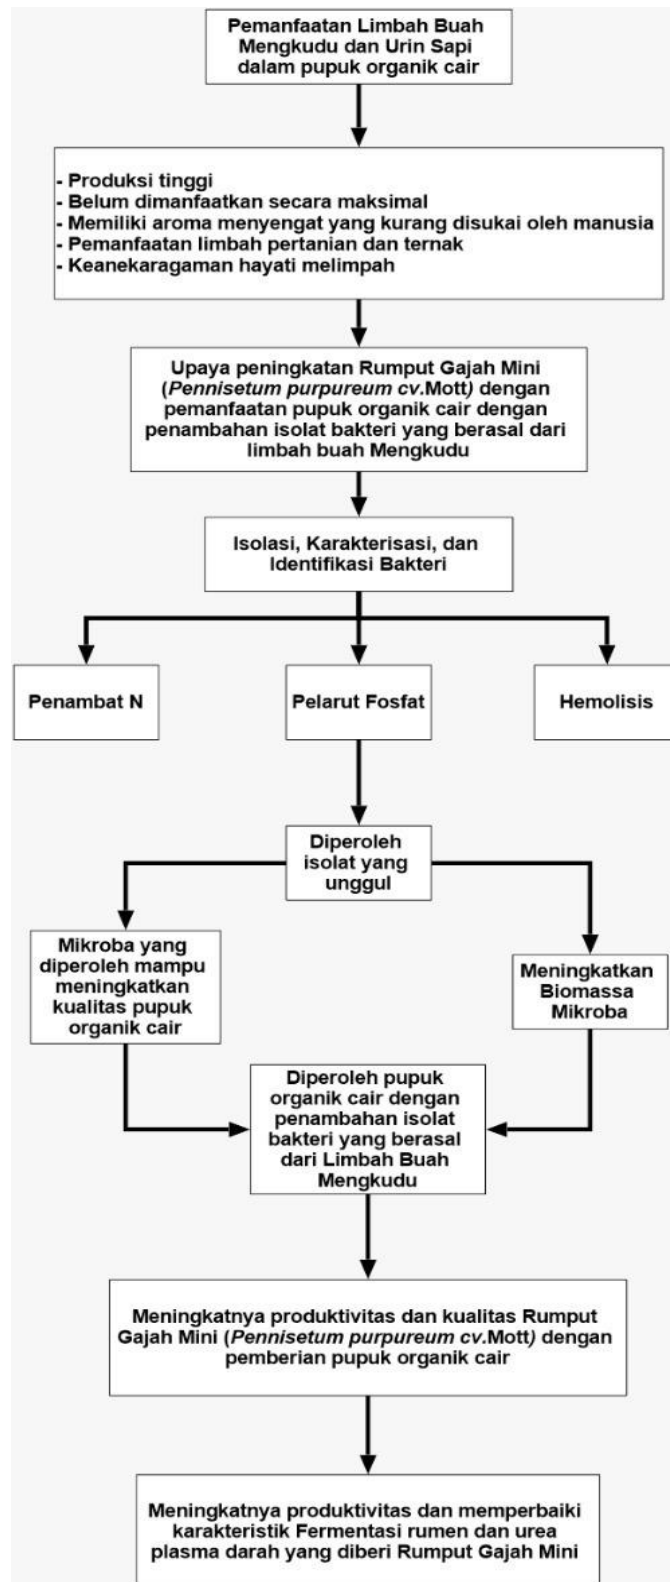 Pemanfaatan Limbah Buah
Mengkudu dan Urin Sapi
dalam pupuk organik cair
- Produksi tinggi
- Belum dimanfaatkan secara maksimal
- Memiliki aroma menyengat yang kurang disukai oleh manusia
- Pemanfaatan limbah pertanian dan ternak
- Keanekaragaman hayati melimpah
Upaya peningkatan Rumput Gajah Mini
(Pennisetum purpureum cv.Mott) dengan
pemanfaatan pupuk organik cair dengan
penambahan isolat bakteri yang berasal dari
limbah buah Mengkudu
Isolasi, Karakterisasi, dan
Identifikasi Bakteri
Penambat N
Pelarut Fosfat
Hemolisis
Diperoleh
isolat yang
unggul
Mikroba yang
diperoleh mampu
meningkatkan
kualitas pupuk
organik cair
Meningkatkan
Biomassa
Mikroba
Diperoleh pupuk
organik cair dengan
penambahan isolat
bakteri yang berasal
dari Limbah Buah
Mengkudu
Meningkatnya produktivitas dan kualitas Rumput
Gajah Mini (Pennisetum purpureum cv.Mott) dengan
pemberian pupuk organik cair
Meningkatnya produktivitas dan memperbaiki
karakteristik Fermentasi rumen dan urea
plasma darah yang diberi Rumput Gajah Mini